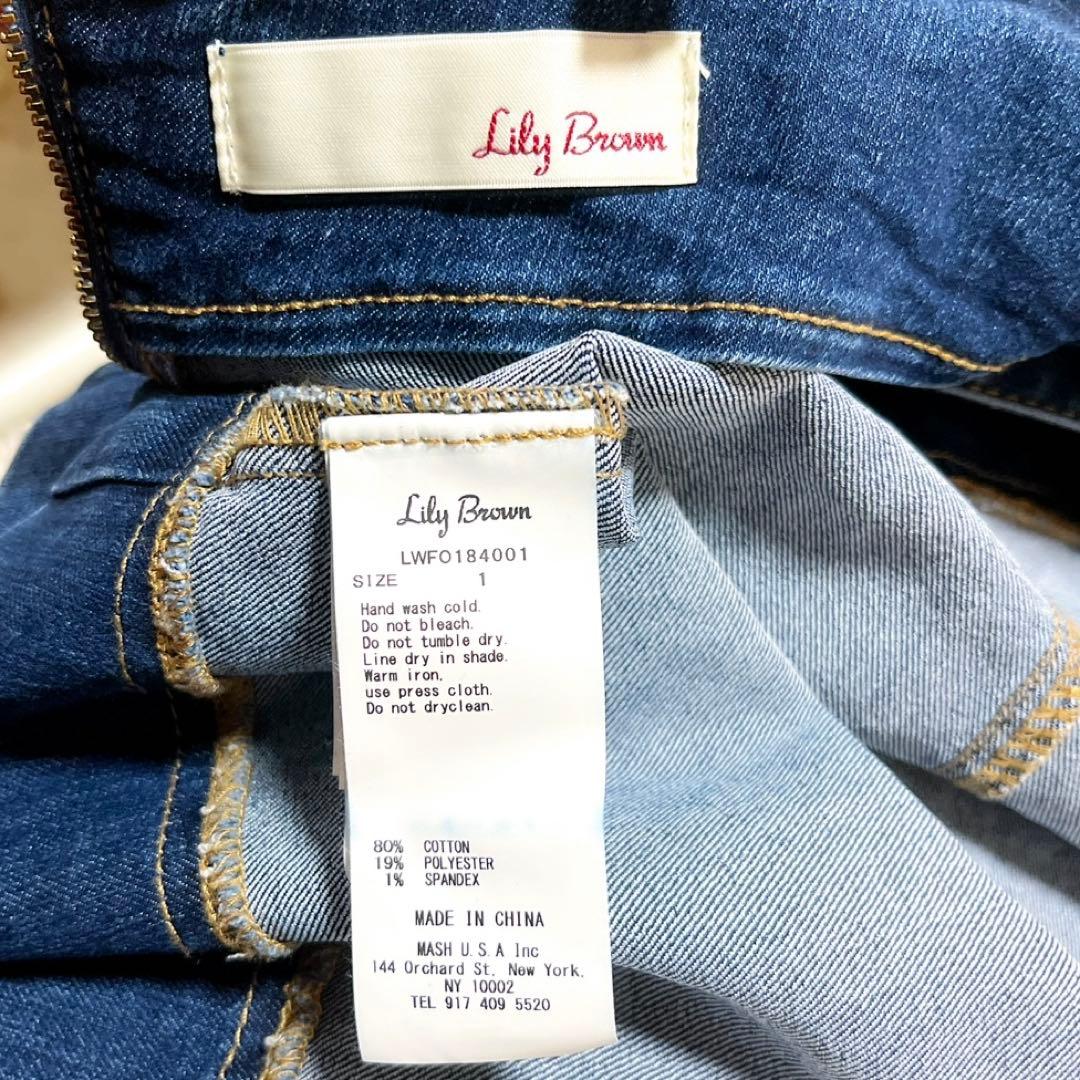 Lily Brown
Lily Brown
LWFO184001
SIZE 1
Hand wash cold.
Do not bleach.
Do not tumble dry.
Line dry in shade.
Warm iron,
use press cloth.
Do not dryclean.
80% COTTON
19% POLYESTER
1% SPANDEX
MADE IN CHINA
MASH U.S.A Inc
144 Orchard St, New York,
NY 10002
TEL 917 409 5520